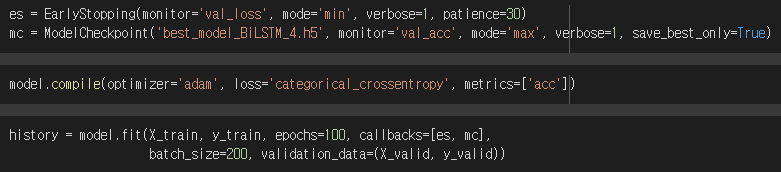 es = EarlyStopping(monitor='val_loss', mode='min', verbose=1, patience=30)
mc = ModelCheckpoint('best_model_BiLSTM_4.h5', monitor='val_acc', mode='max', verbose=1, save_best_only=True)
model.compile(optimizer='adam', loss='categorical_crossentropy', metrics=['acc'])
history = model.fit(X_train, y_train, epochs=100, callbacks=[es, mc],
batch_size=200, validation_data=(X_valid, y_valid))